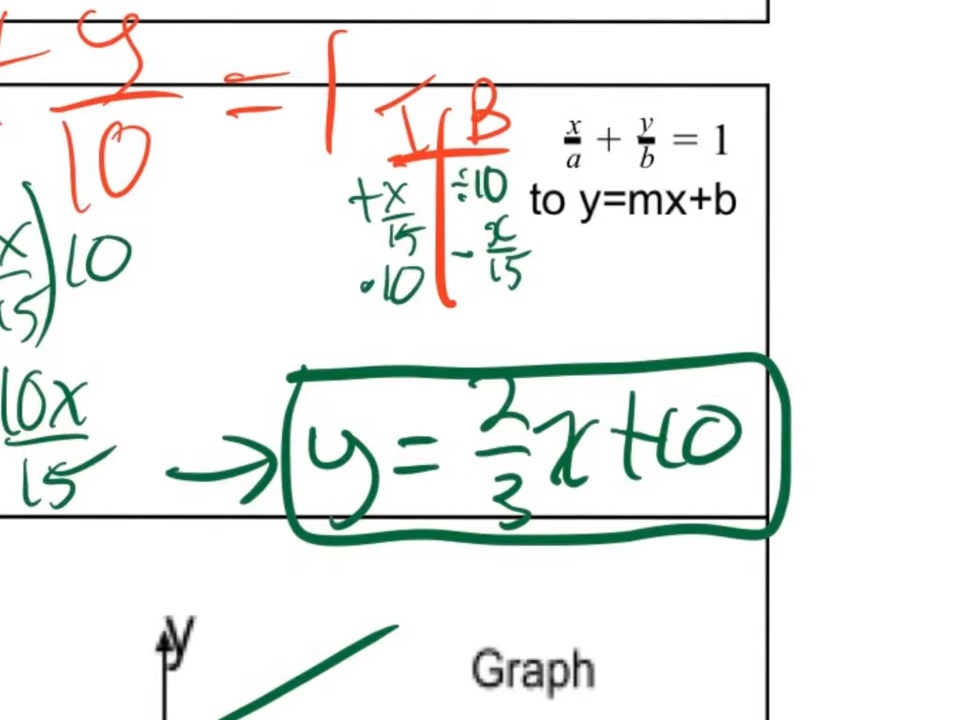 y/10 = 1
T B
x/a + y/b = 1
to y=mx+b
+x/15 ÷10
·10 -x/15
x/15) 10
10x/15 → y = 2/3x+10
y
Graph